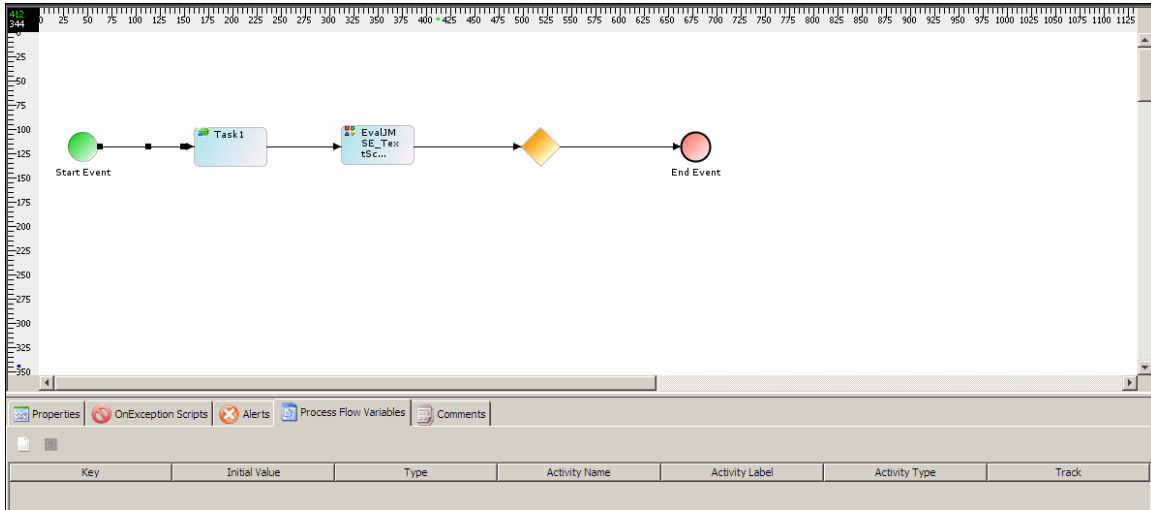 412
344
0 25 50 75 100 125 150 175 200 225 250 275 300 325 350 375 400 425 450 475 500 525 550 575 600 625 650 675 700 725 750 775 800 825 850 875 900 925 950 975 1000 1025 1050 1075 1100 1125
0
25
50
75
100
125
150
175
200
225
250
275
300
325
350
Task1
EvalJM
SE_Tex
tSc...
Start Event
End Event
Properties OnException Scripts Alerts Process Flow Variables Comments
Key Initial Value Type Activity Name Activity Label Activity Type Track